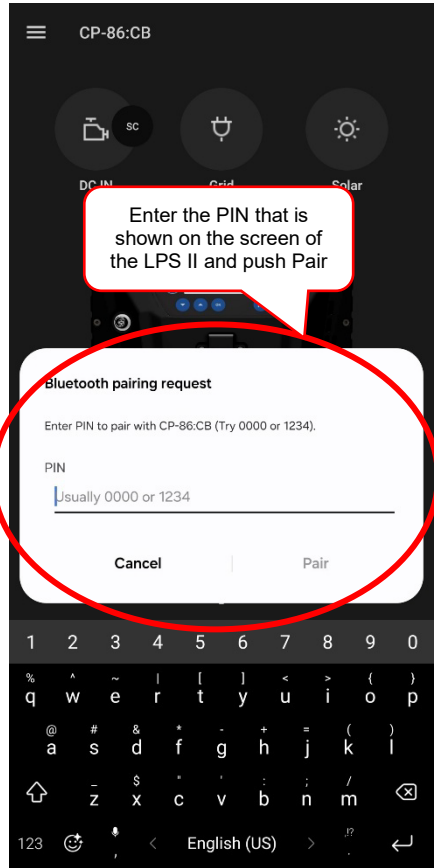 CP-86:CB
SC
DC IN
Grid
Solar
Enter the PIN that is
shown on the screen of
the LPS II and push Pair
Bluetooth pairing request
Enter PIN to pair with CP-86:CB (Try 0000 or 1234).
PIN
Usually 0000 or 1234
Cancel
Pair
1 2 3 4 5 6 7 8 9 0
% ^ ~ | [ ] < > { }
q w e r t y u i o p
@ # & * - + = ( )
a s d f g h j k l
_ $ " ' : ; /
z x c v b n m
123 , < English (US) > .!?